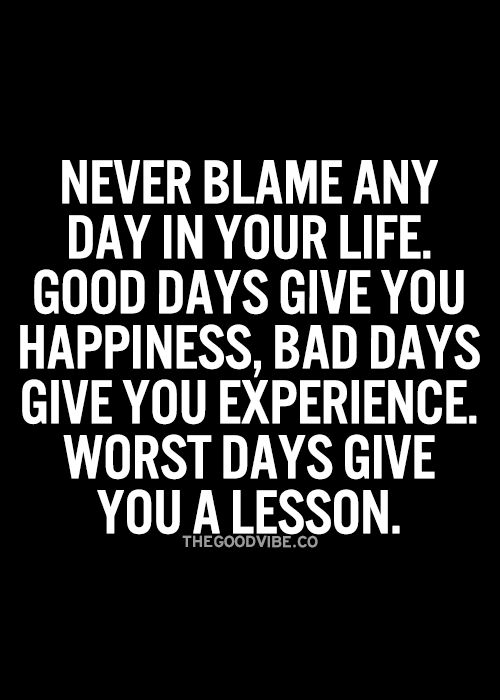 NEVER BLAME ANY
DAY IN YOUR LIFE.
GOOD DAYS GIVE YOU
HAPPINESS, BAD DAYS
GIVE YOU EXPERIENCE.
WORST DAYS GIVE
YOU A LESSON.
THEGOODVIBE.CO